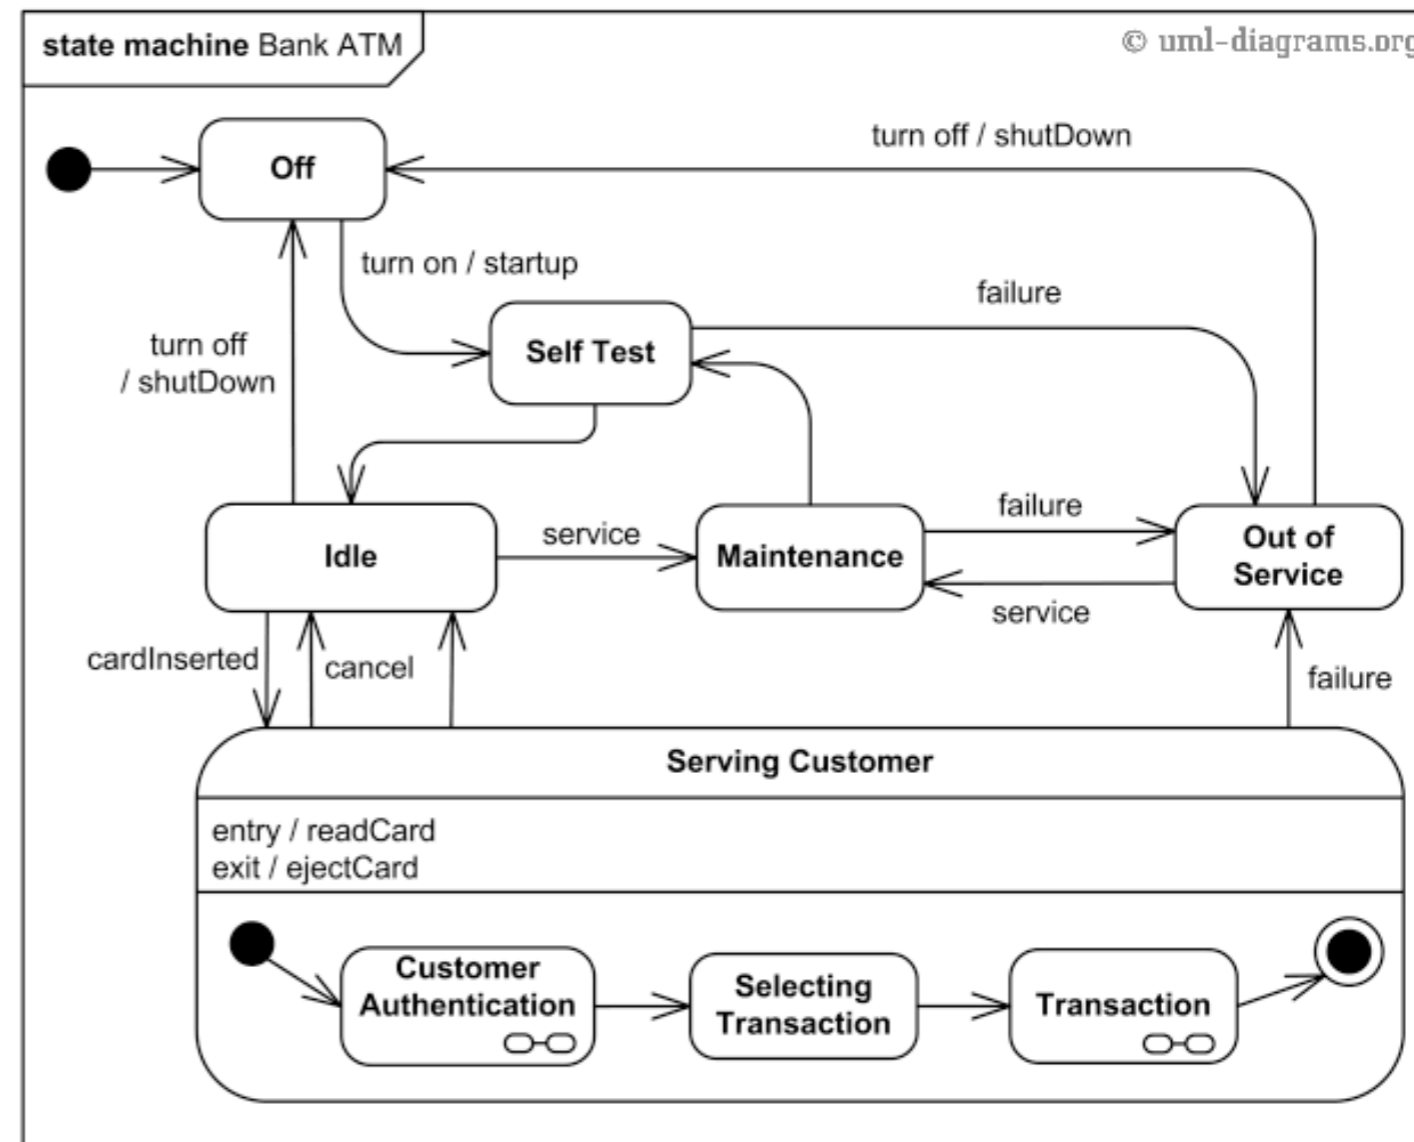 state machine Bank ATM
© uml-diagrams.org
turn off / shutDown
Off
turn on / startup
failure
turn off
/ shutDown
Self Test
Idle
service
Maintenance
failure
service
Out of
Service
cardInserted
cancel
failure
Serving Customer
entry / readCard
exit / ejectCard
Customer
Authentication
Selecting
Transaction
Transaction